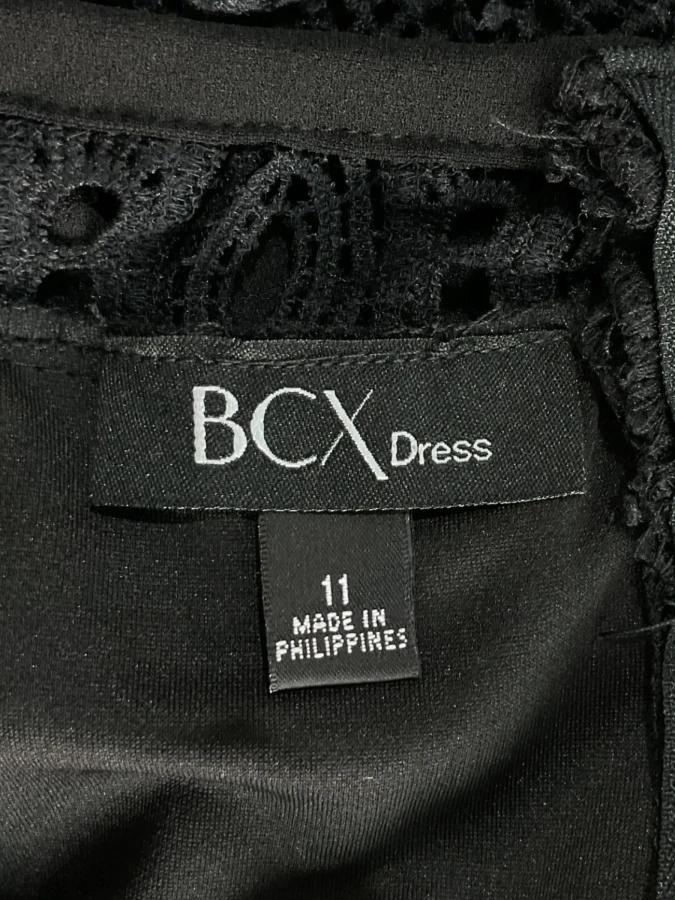 BCX Dress
11
MADE IN
PHILIPPINES